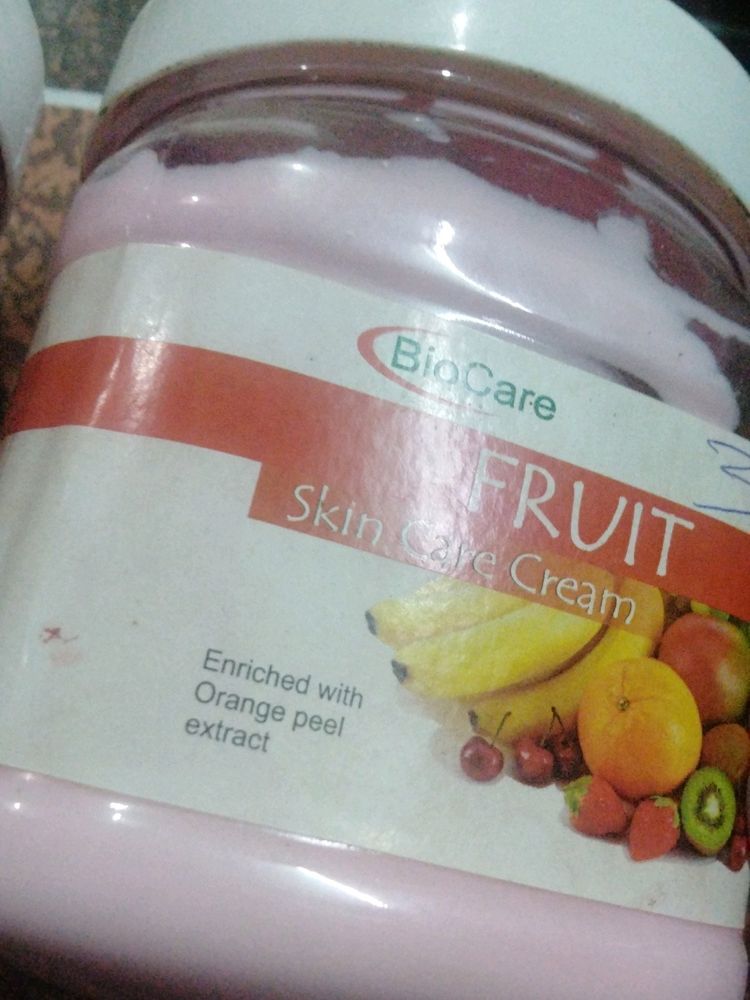 BioCare
FRUIT
Skin Care Cream
Enriched with
Orange peel
extract